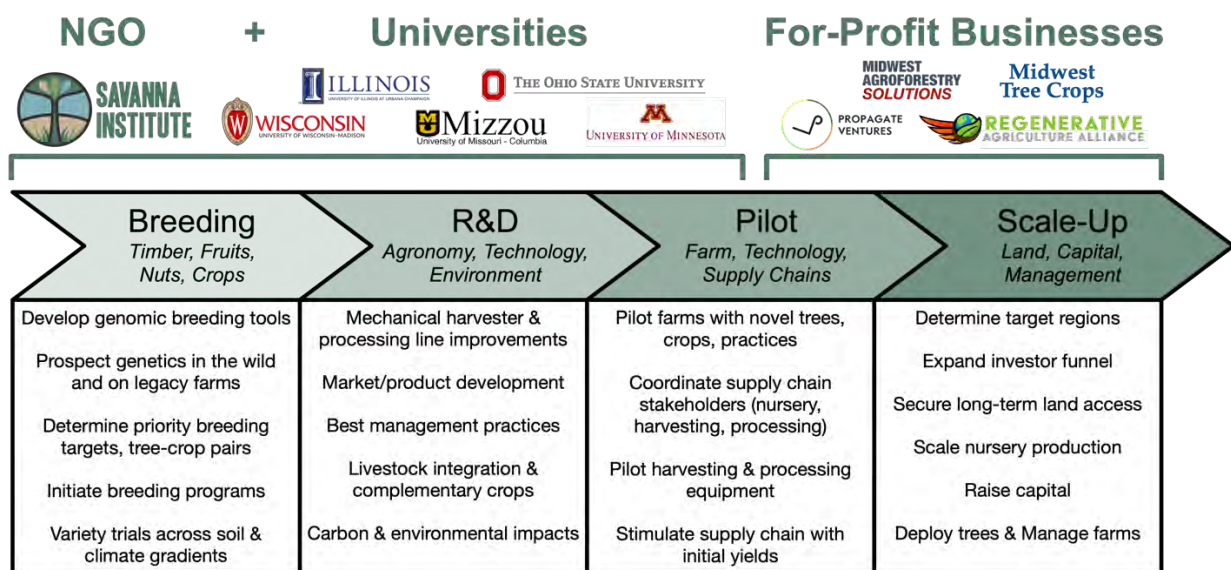 NGO + Universities For-Profit Businesses
SAVANNA
INSTITUTE
ILLINOIS
UNIVERSITY OF ILLINOIS AT URBANA-CHAMPAIGN
THE OHIO STATE UNIVERSITY
WISCONSIN
UNIVERSITY OF WISCONSIN-MADISON
Mizzou
University of Missouri - Columbia
M
UNIVERSITY OF MINNESOTA
MIDWEST
AGROFORESTRY
SOLUTIONS
Midwest
Tree Crops
PROPAGATE
VENTURES
REGENERATIVE
AGRICULTURE ALLIANCE
Breeding
Timber, Fruits,
Nuts, Crops
R&D
Agronomy, Technology,
Environment
Pilot
Farm, Technology,
Supply Chains
Scale-Up
Land, Capital,
Management
Develop genomic breeding tools
Prospect genetics in the wild
and on legacy farms
Determine priority breeding
targets, tree-crop pairs
Initiate breeding programs
Variety trials across soil &
climate gradients
Mechanical harvester &
processing line improvements
Market/product development
Best management practices
Livestock integration &
complementary crops
Carbon & environmental impacts
Pilot farms with novel trees,
crops, practices
Coordinate supply chain
stakeholders (nursery,
harvesting, processing)
Pilot harvesting & processing
equipment
Stimulate supply chain with
initial yields
Determine target regions
Expand investor funnel
Secure long-term land access
Scale nursery production
Raise capital
Deploy trees & Manage farms